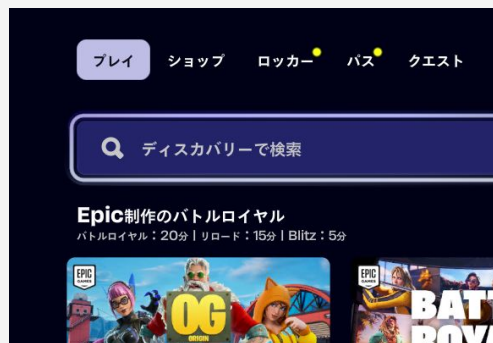 プレイ ショップ ロッカー パス クエスト
ディスカバリーで検索
Epic制作のバトルロイヤル
バトルロイヤル：20分 | リロード：15分 | Blitz：5分
EPIC GAMES
OG
ORIGIN
EPIC GAMES